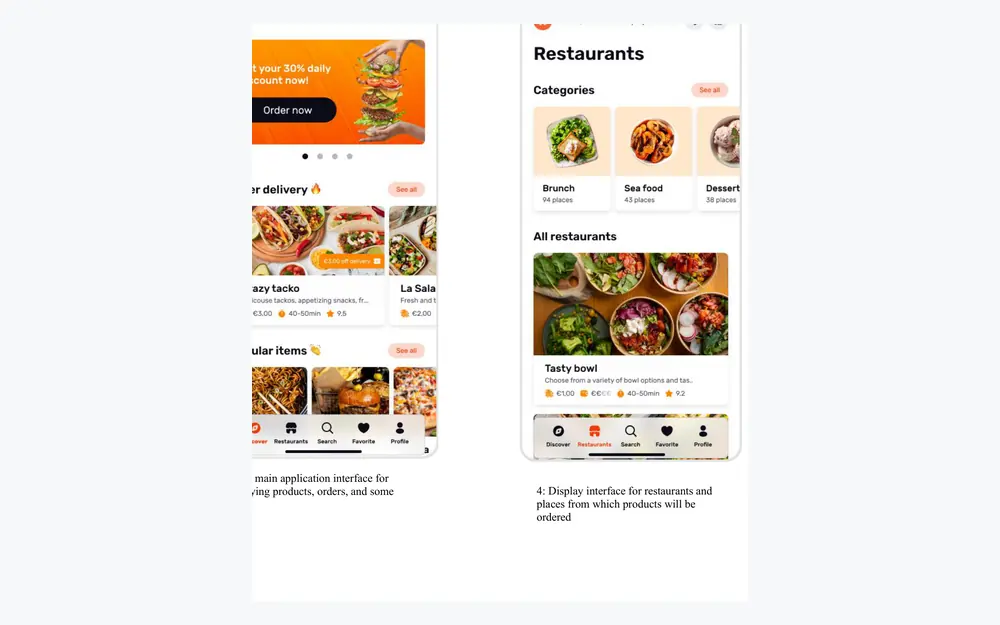 t your 30% daily
count now!
Order now
er delivery 🔥
See all
€3,00 off delivery
azy tacko
icouse tackos, appetizing snacks, fr...
€3,00 40-50min 9.5
La Sala
Fresh and t
€2,00
ular items 👏
See all
over Restaurants Search Favorite Profile
main application interface for
ying products, orders, and some
Restaurants
Categories
See all
Brunch
94 places
Sea food
43 places
Dessert
38 places
All restaurants
Tasty bowl
Choose from a variety of bowl options and tas..
€1,00 €€€€ 40-50min 9.2
Discover Restaurants Search Favorite Profile
4: Display interface for restaurants and
places from which products will be
ordered